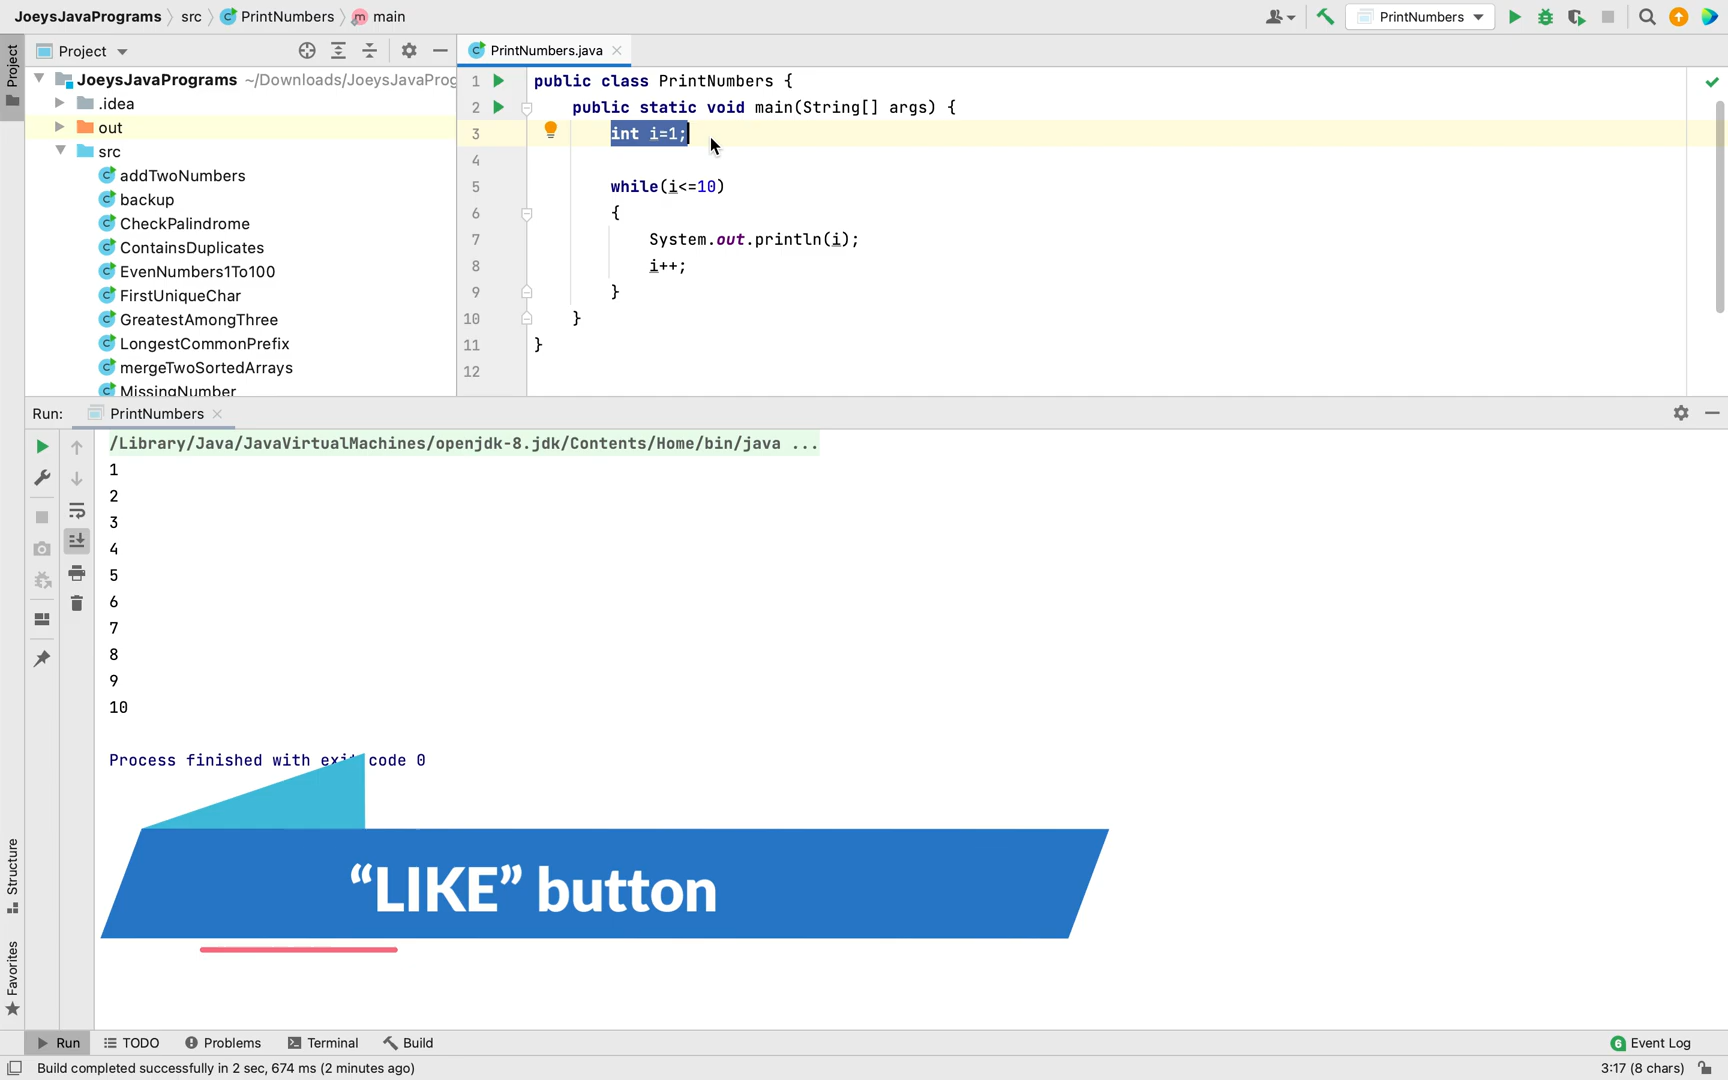 JoeysJavaPrograms src PrintNumbers main PrintNumbers
Project
Project PrintNumbers.java
JoeysJavaPrograms ~/Downloads/JoeysJavaProg
.idea
out
src
addTwoNumbers
backup
CheckPalindrome
ContainsDuplicates
EvenNumbers1To100
FirstUniqueChar
GreatestAmongThree
LongestCommonPrefix
mergeTwoSortedArrays
MissingNumber
1 public class PrintNumbers {
2 public static void main(String[] args) {
3 int i=1;
4
5 while(i<=10)
6 {
7 System.out.println(i);
8 i++;
9 }
10 }
11 }
12
Run: PrintNumbers
/Library/Java/JavaVirtualMachines/openjdk-8.jdk/Contents/Home/bin/java ...
1
2
3
4
5
6
7
8
9
10
Process finished with exit code 0
“LIKE” button
Structure
Favorites
Run TODO Problems Terminal Build 6 Event Log
Build completed successfully in 2 sec, 674 ms (2 minutes ago) 3:17 (8 chars)